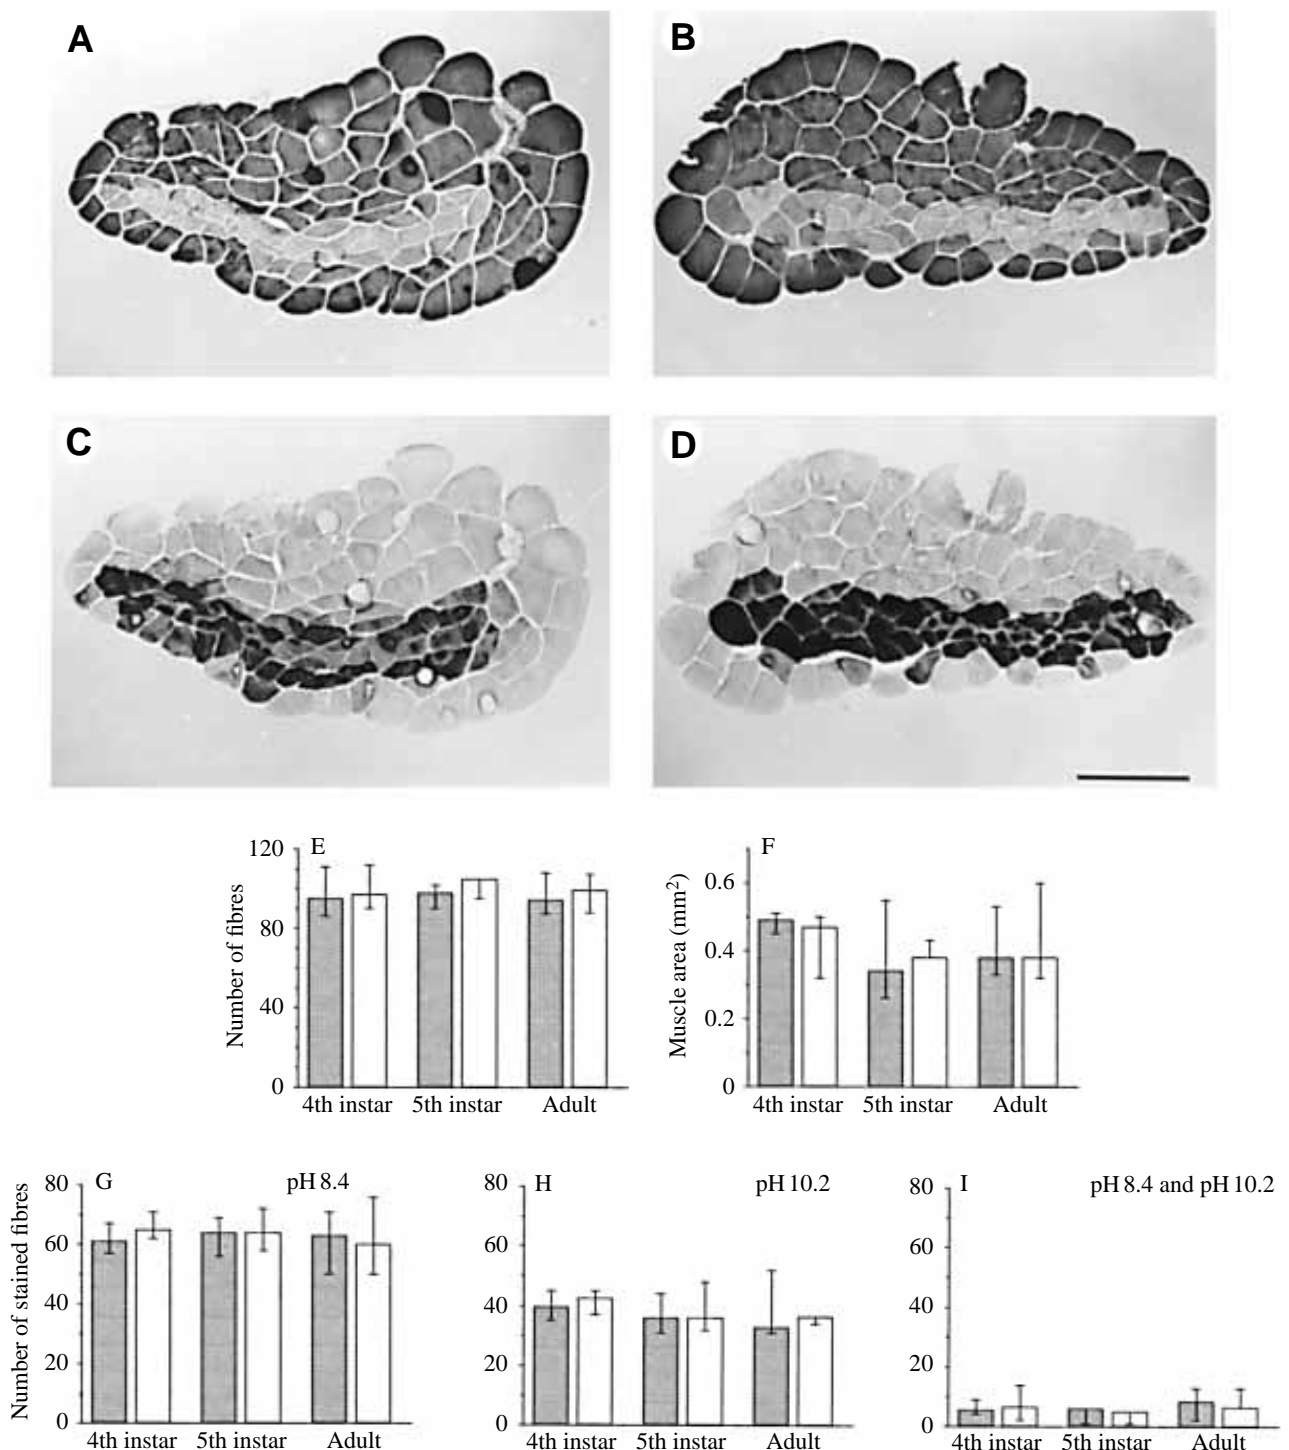 A
B
C
D
E
F
120
80
40
0
Number of fibres
4th instar
5th instar
Adult
0.6
0.4
0.2
0
Muscle area (mm²)
4th instar
5th instar
Adult
G
pH 8.4
80
60
40
20
0
Number of stained fibres
4th instar
5th instar
Adult
H
pH 10.2
80
60
40
20
0
4th instar
5th instar
Adult
I
pH 8.4 and pH 10.2
80
60
40
20
0
4th instar
5th instar
Adult